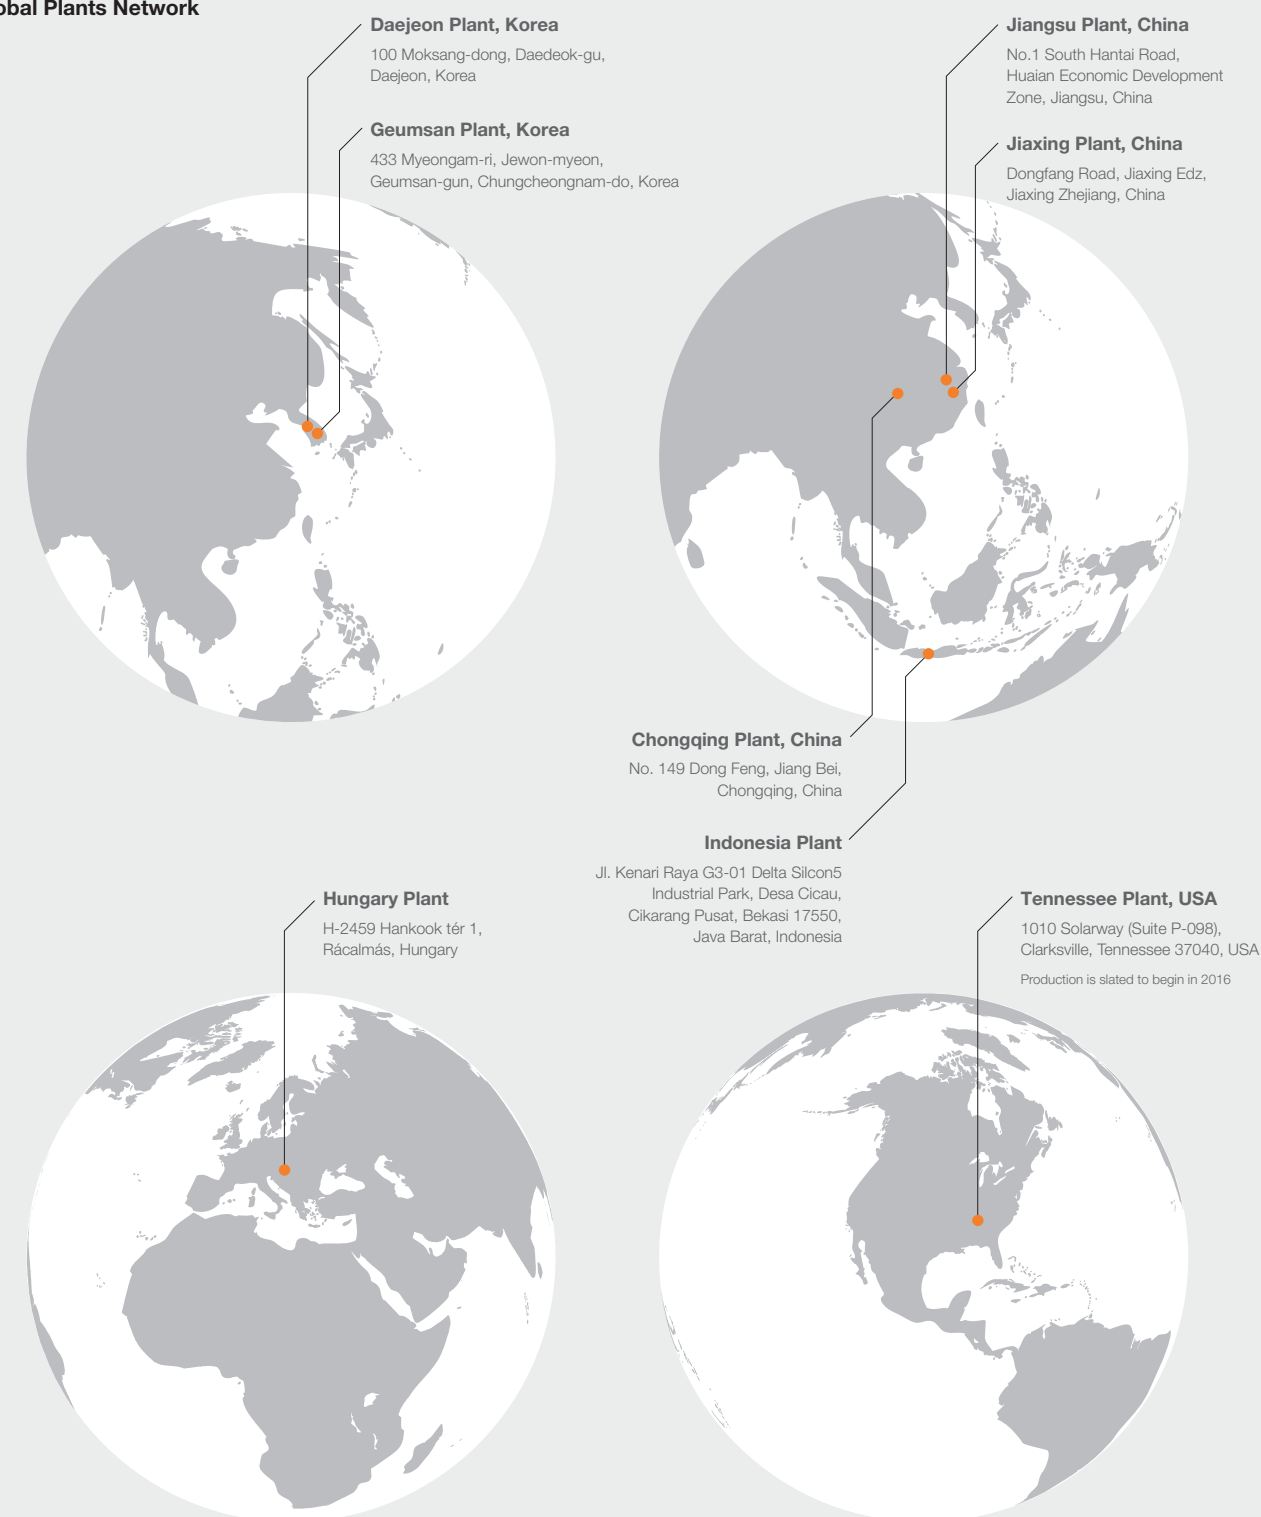 obal Plants Network
Daejeon Plant, Korea
100 Moksang-dong, Daedeok-gu,
Daejeon, Korea
Geumsan Plant, Korea
433 Myeongam-ri, Jewon-myeon,
Geumsan-gun, Chungcheongnam-do, Korea
Jiangsu Plant, China
No.1 South Hantai Road,
Huaian Economic Development
Zone, Jiangsu, China
Jiaxing Plant, China
Dongfang Road, Jiaxing Edz,
Jiaxing Zhejiang, China
Chongqing Plant, China
No. 149 Dong Feng, Jiang Bei,
Chongqing, China
Indonesia Plant
Jl. Kenari Raya G3-01 Delta Silcon5
Industrial Park, Desa Cicau,
Cikarang Pusat, Bekasi 17550,
Java Barat, Indonesia
Hungary Plant
H-2459 Hankook tér 1,
Rácalmás, Hungary
Tennessee Plant, USA
1010 Solarway (Suite P-098),
Clarksville, Tennessee 37040, USA
Production is slated to begin in 2016